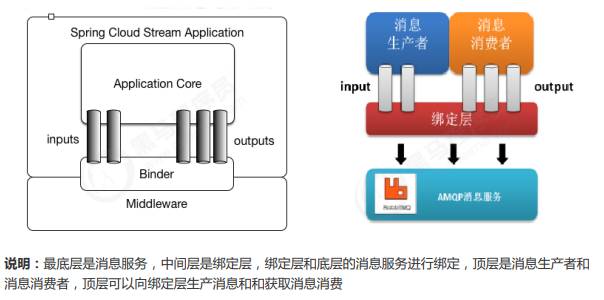 Spring Cloud Stream Application
Application Core
inputs
outputs
Binder
Middleware
消息
生产者
消息
消费者
input
output
绑定层
RabbitMQ
AMQP消息服务
说明：最底层是消息服务，中间层是绑定层，绑定层和底层的消息服务进行绑定，顶层是消息生产者和
消息消费者，顶层可以向绑定层生产消息和和获取消息消费